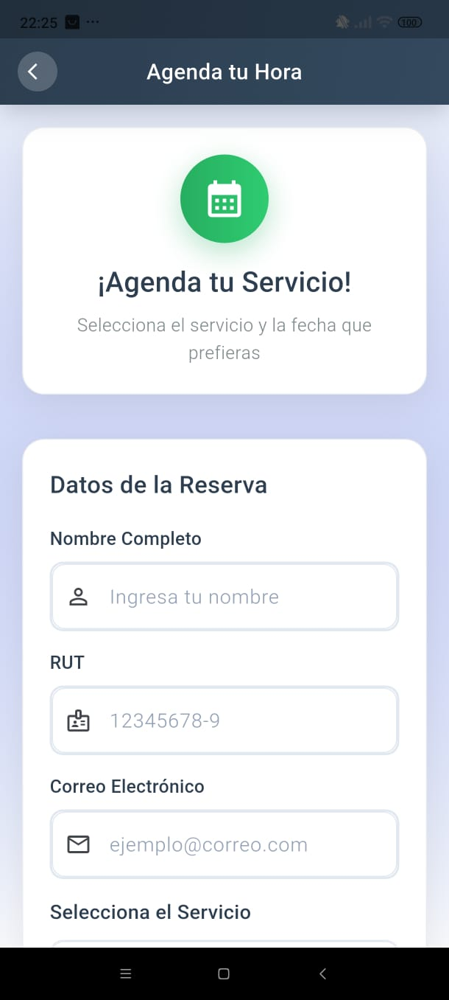 22:25
100
Agenda tu Hora
¡Agenda tu Servicio!
Selecciona el servicio y la fecha que
prefieras
Datos de la Reserva
Nombre Completo
Ingresa tu nombre
RUT
12345678-9
Correo Electrónico
ejemplo@correo.com
Selecciona el Servicio